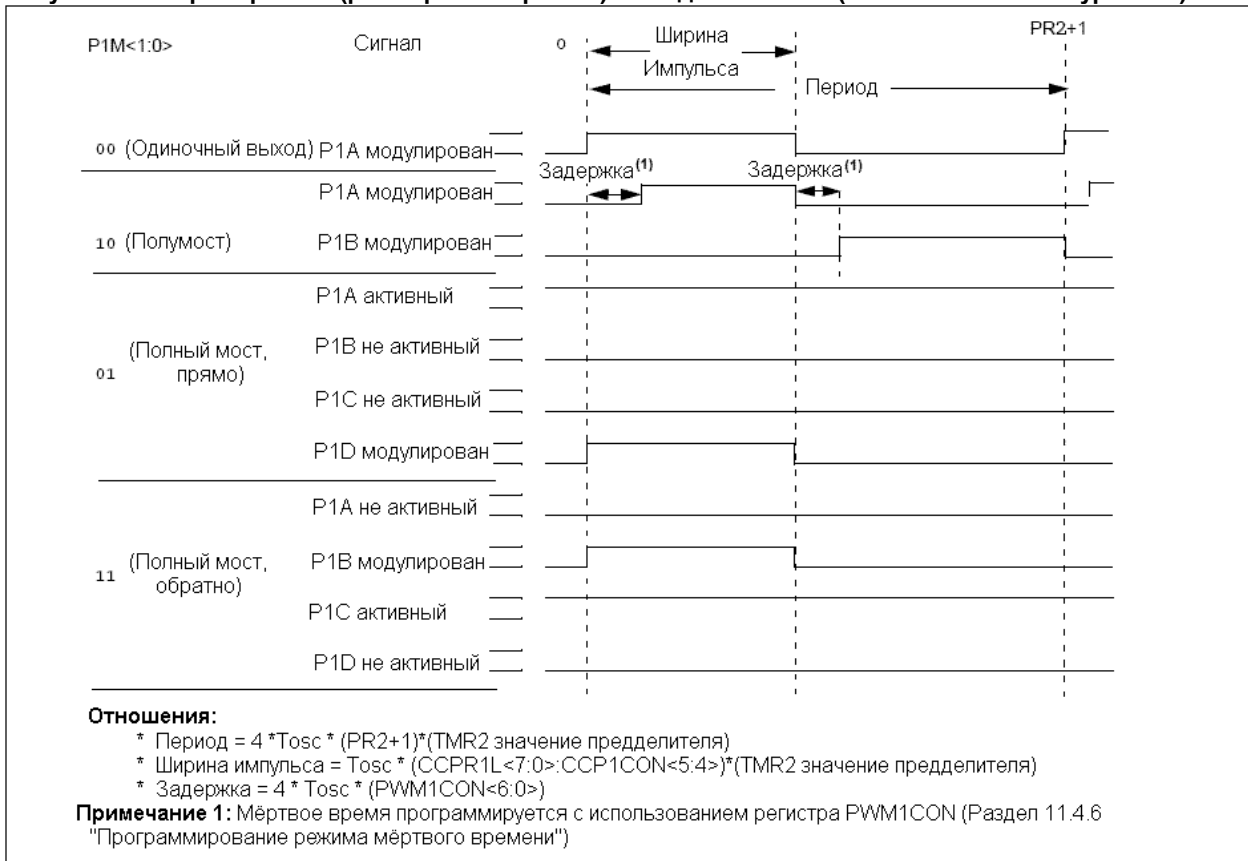 P1M<1:0> Сигнал 0 Ширина Импульса PR2+1
Период
00 (Одиночный выход) P1A модулирован
Задержка(1) Задержка(1)
P1A модулирован
10 (Полумост) P1B модулирован
P1A активный
(Полный мост, прямо) P1B не активный
01
P1C не активный
P1D модулирован
P1A не активный
(Полный мост, обратно) P1B модулирован
11
P1C активный
P1D не активный
Отношения:
* Период = 4 *Tosc * (PR2+1)*(TMR2 значение предделителя)
* Ширина импульса = Tosc * (CCPR1L<7:0>:CCP1CON<5:4>)*(TMR2 значение предделителя)
* Задержка = 4 * Tosc * (PWM1CON<6:0>)
Примечание 1: Мёртвое время программируется с использованием регистра PWM1CON (Раздел 11.4.6
"Программирование режима мёртвого времени")